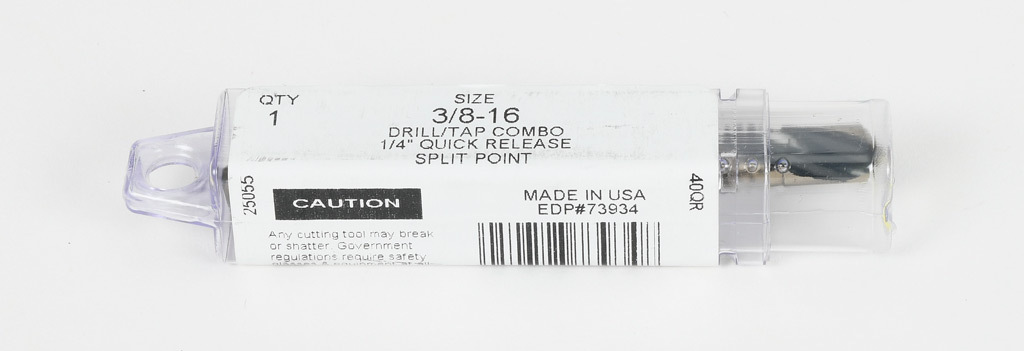 QTY
1
SIZE
3/8-16
DRILL/TAP COMBO
1/4" QUICK RELEASE
SPLIT POINT
25055
CAUTION
Any cutting tool may break
or shatter. Government
regulations require safety
MADE IN USA
EDP#73934
40QR